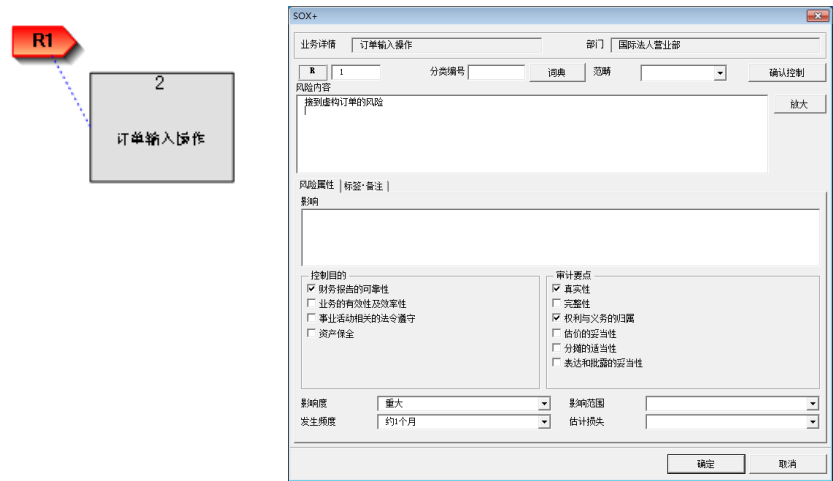 R1
2
订单输入操作
SOX+
业务详情 订单输入操作 部门 国际法人营业部
R 1 分类编号 词典 范畴 确认控制
风险内容
接到虚构订单的风险
放大
风险属性 标签·备注
影响
控制目的
财务报告的可靠性
业务的有效性及效率性
事业活动相关的法令遵守
资产保全
审计要点
真实性
完整性
权利与义务的归属
估价的妥当性
分摊的适当性
表达和批露的妥当性
影响度 重大 影响范围
发生频度 约1个月 估计损失
确定 取消